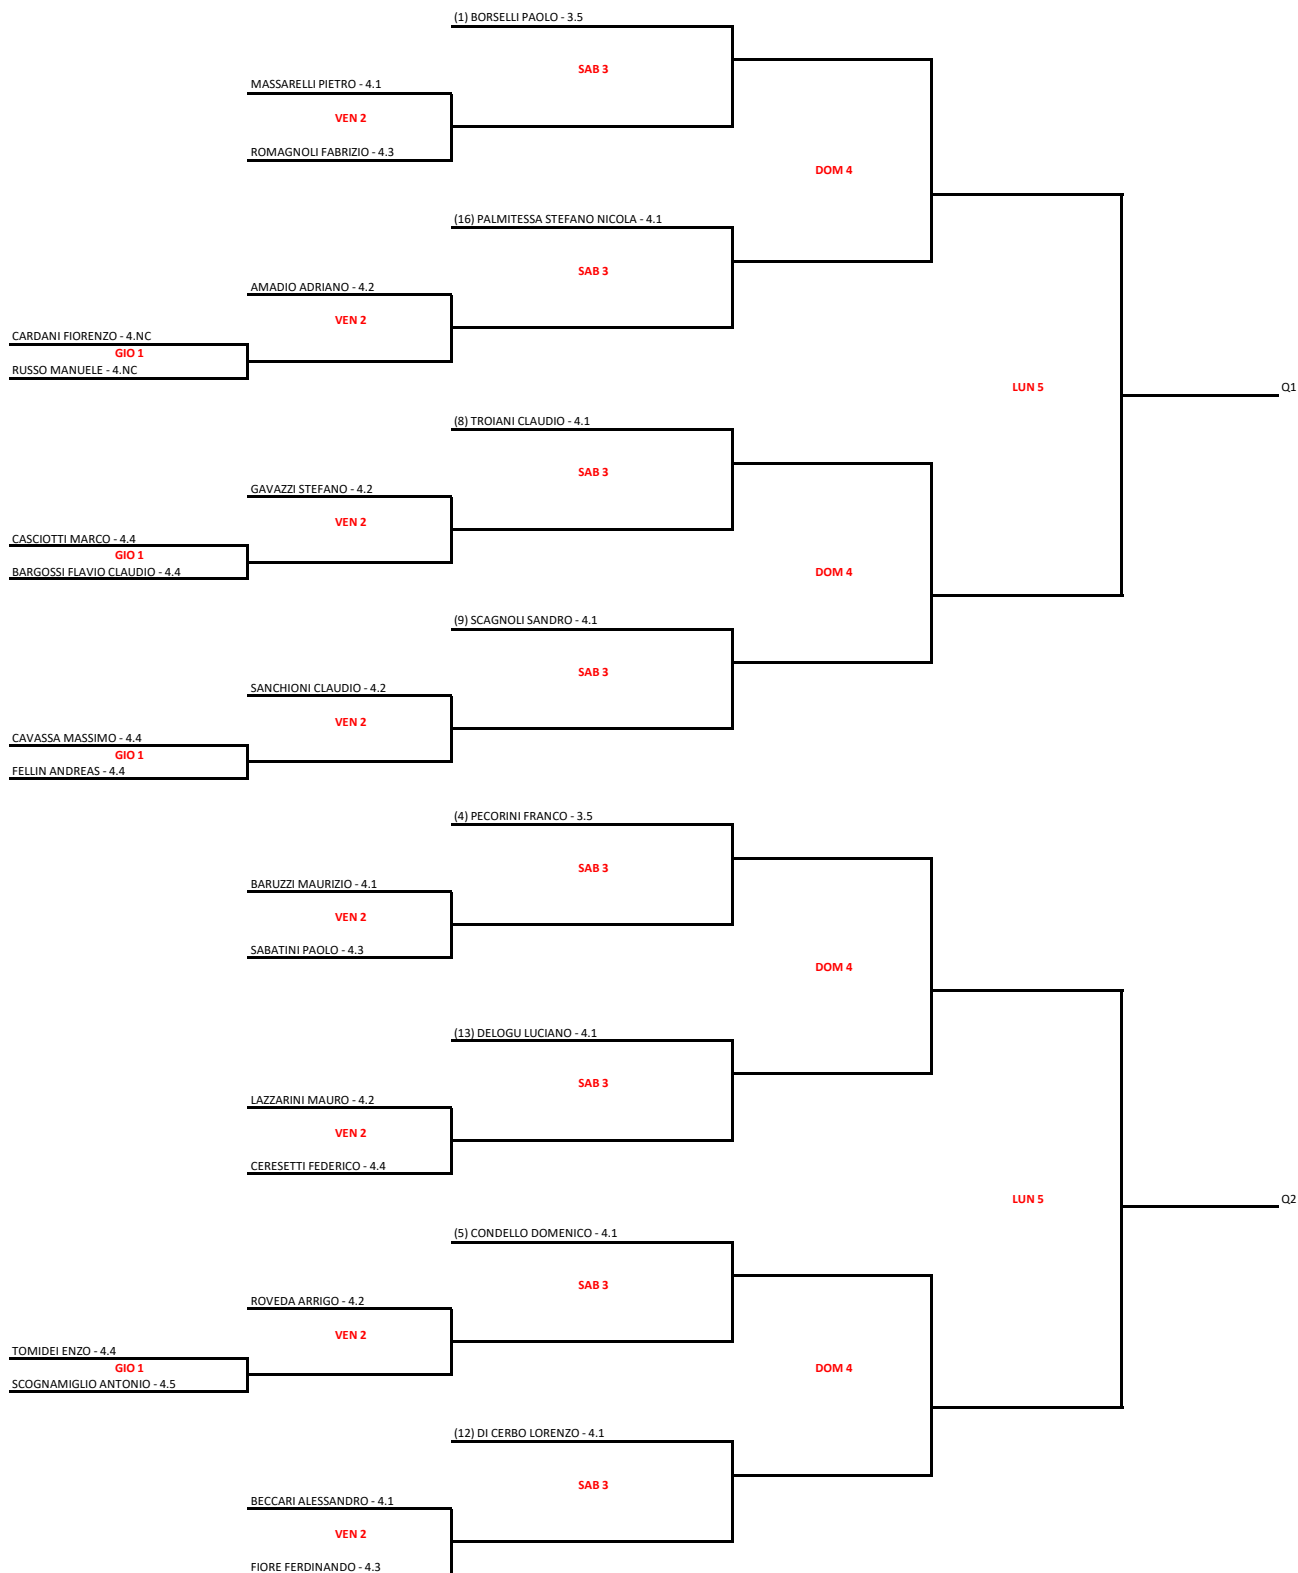 (1) BORSELLI PAOLO - 3.5
SAB 3
MASSARELLI PIETRO - 4.1
VEN 2
ROMAGNOLI FABRIZIO - 4.3
DOM 4
(16) PALMITESSA STEFANO NICOLA - 4.1
SAB 3
AMADIO ADRIANO - 4.2
VEN 2
CARDANI FIORENZO - 4.NC
GIO 1
RUSSO MANUELE - 4.NC
LUN 5
Q1
(8) TROIANI CLAUDIO - 4.1
SAB 3
GAVAZZI STEFANO - 4.2
VEN 2
CASCIOTTI MARCO - 4.4
GIO 1
BARGOSSI FLAVIO CLAUDIO - 4.4
DOM 4
(9) SCAGNOLI SANDRO - 4.1
SAB 3
SANCHIONI CLAUDIO - 4.2
VEN 2
CAVASSA MASSIMO - 4.4
GIO 1
FELLIN ANDREAS - 4.4
(4) PECORINI FRANCO - 3.5
SAB 3
BARUZZI MAURIZIO - 4.1
VEN 2
SABATINI PAOLO - 4.3
DOM 4
(13) DELOGU LUCIANO - 4.1
SAB 3
LAZZARINI MAURO - 4.2
VEN 2
CERESETTI FEDERICO - 4.4
LUN 5
Q2
(5) CONDELLO DOMENICO - 4.1
SAB 3
ROVEDA ARRIGO - 4.2
VEN 2
TOMIDEI ENZO - 4.4
GIO 1
SCOGNAMIGLIO ANTONIO - 4.5
DOM 4
(12) DI CERBO LORENZO - 4.1
SAB 3
BECCARI ALESSANDRO - 4.1
VEN 2
FIORE FERDINANDO - 4.3